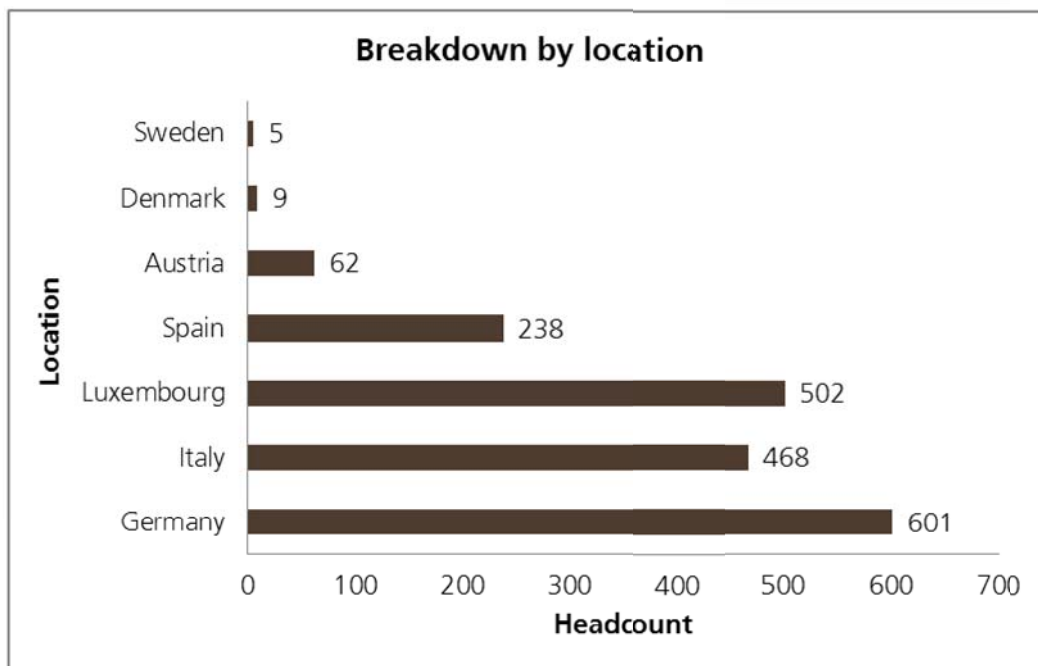 Breakdown by location
Sweden 5
Denmark 9
Austria 62
Spain 238
Luxembourg 502
Italy 468
Germany 601
0 100 200 300 400 500 600 700
Headcount
Location